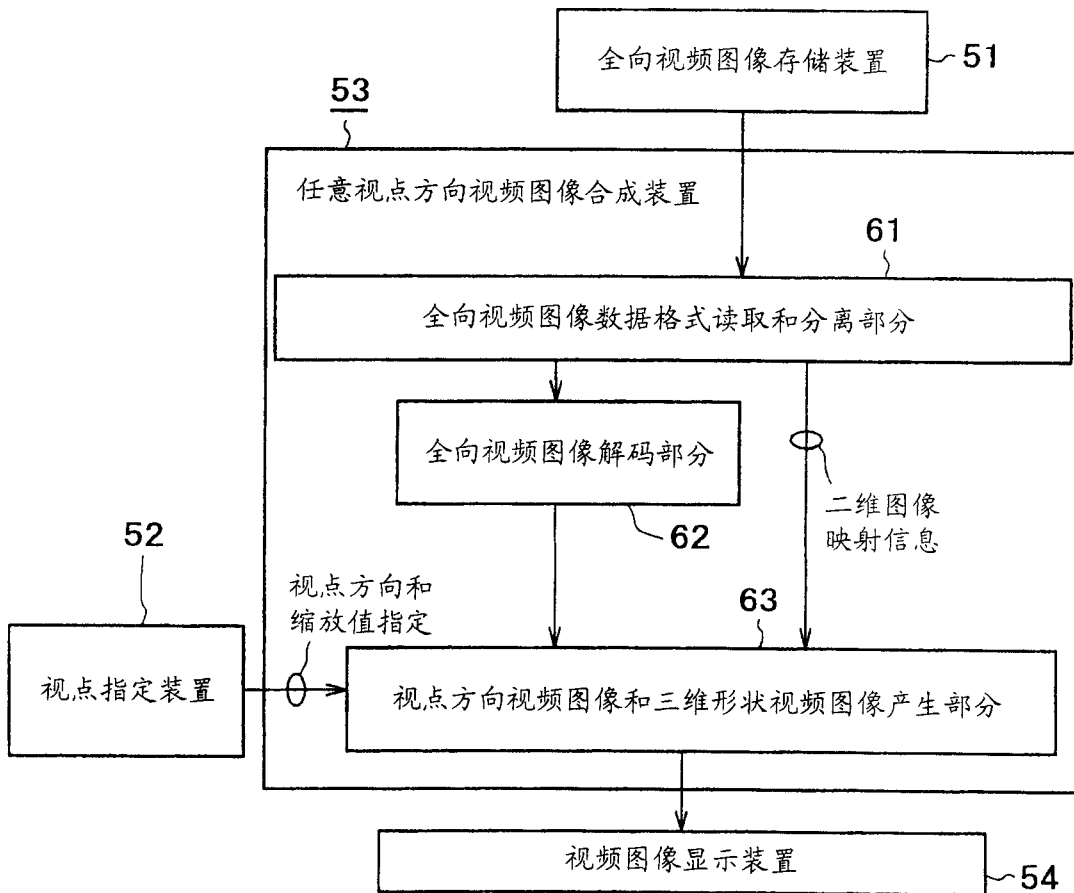 全向视频图像存储装置
51
53
任意视点方向视频图像合成装置
61
全向视频图像数据格式读取和分离部分
全向视频图像解码部分
62
二维图像
映射信息
52
视点方向和
缩放值指定
63
视点指定装置
视点方向视频图像和三维形状视频图像产生部分
视频图像显示装置
54